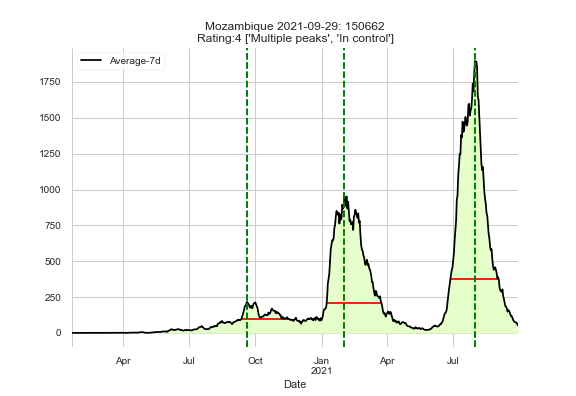 Mozambique 2021-09-29: 150662
Rating:4 ['Multiple peaks', 'In control']
Average-7d
1750
1500
1250
1000
750
500
250
0
Apr Jul Oct Jan Apr Jul
2021
Date